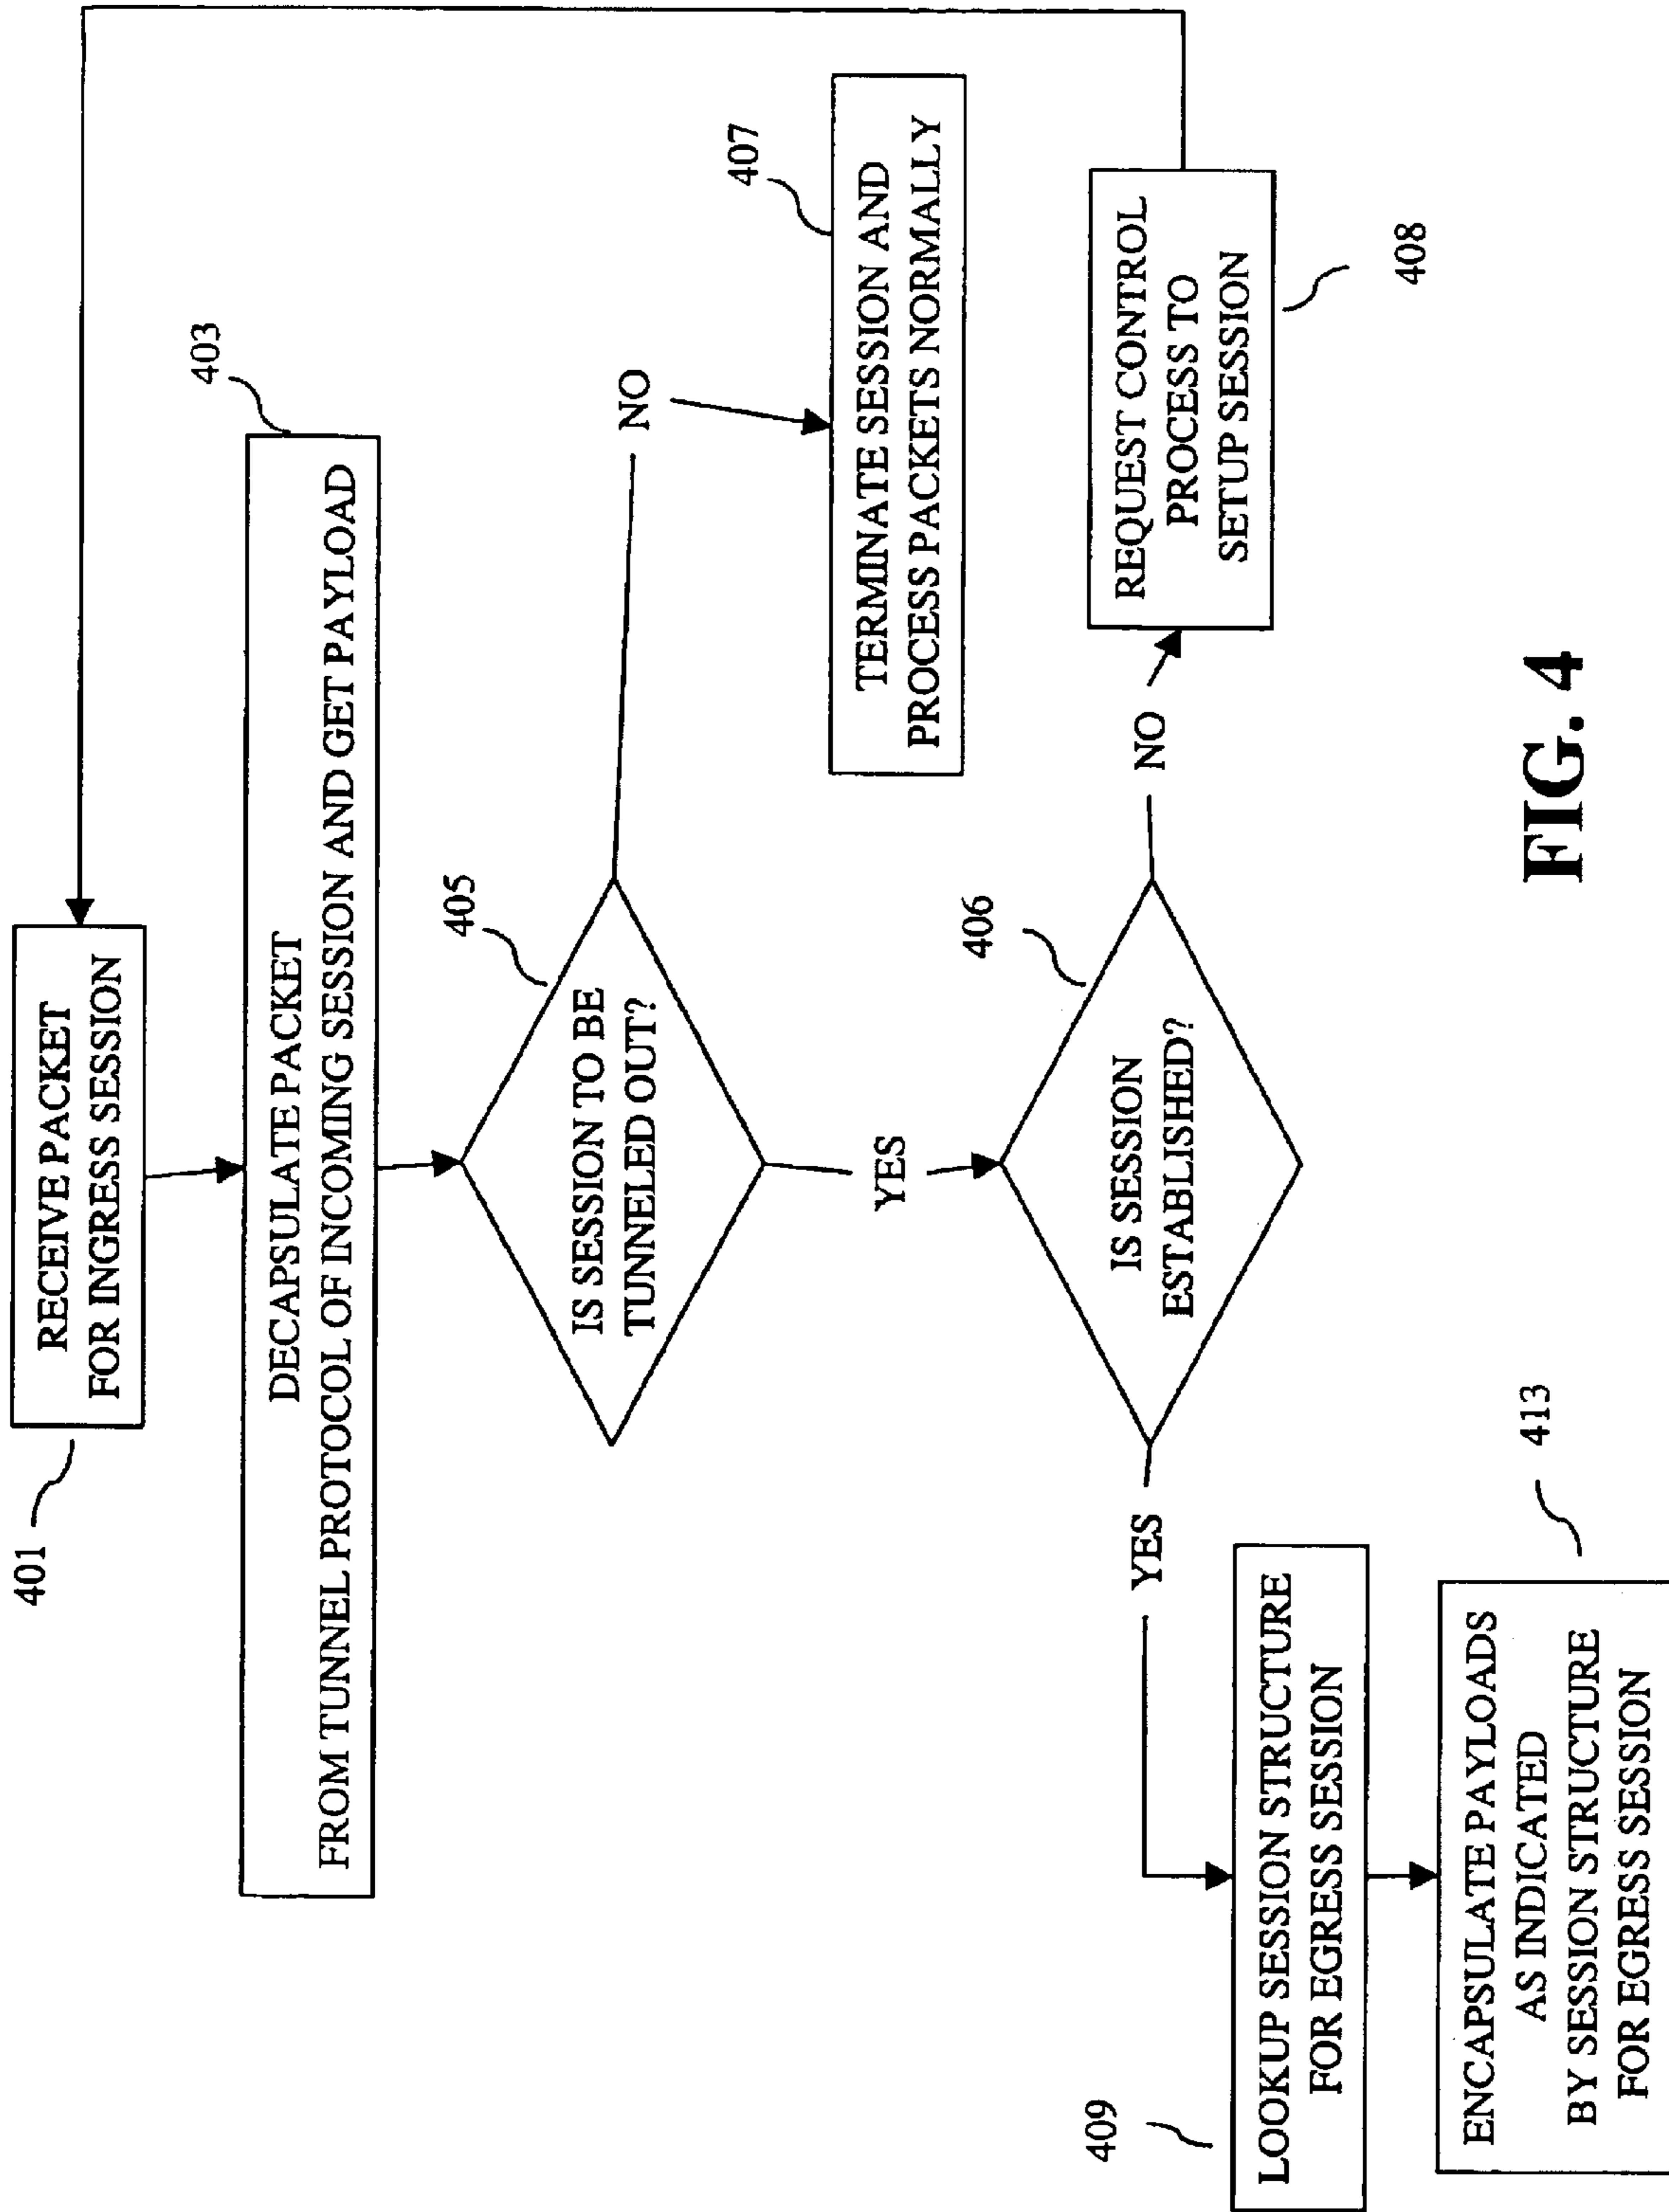 401
RECEIVE PACKET
FOR INGRESS SESSION
403
DECAPSULATE PACKET
FROM TUNNEL PROTOCOL OF INCOMING SESSION AND GET PAYLOAD
405
IS SESSION TO BE
TUNNELED OUT?
NO
407
TERMINATE SESSION AND
PROCESS PACKETS NORMALLY
YES
406
IS SESSION
ESTABLISHED?
NO
REQUEST CONTROL
PROCESS TO
SETUP SESSION
408
YES
409
LOOKUP SESSION STRUCTURE
FOR EGRESS SESSION
413
ENCAPSULATE PAYLOADS
AS INDICATED
BY SESSION STRUCTURE
FOR EGRESS SESSION
FIG. 4